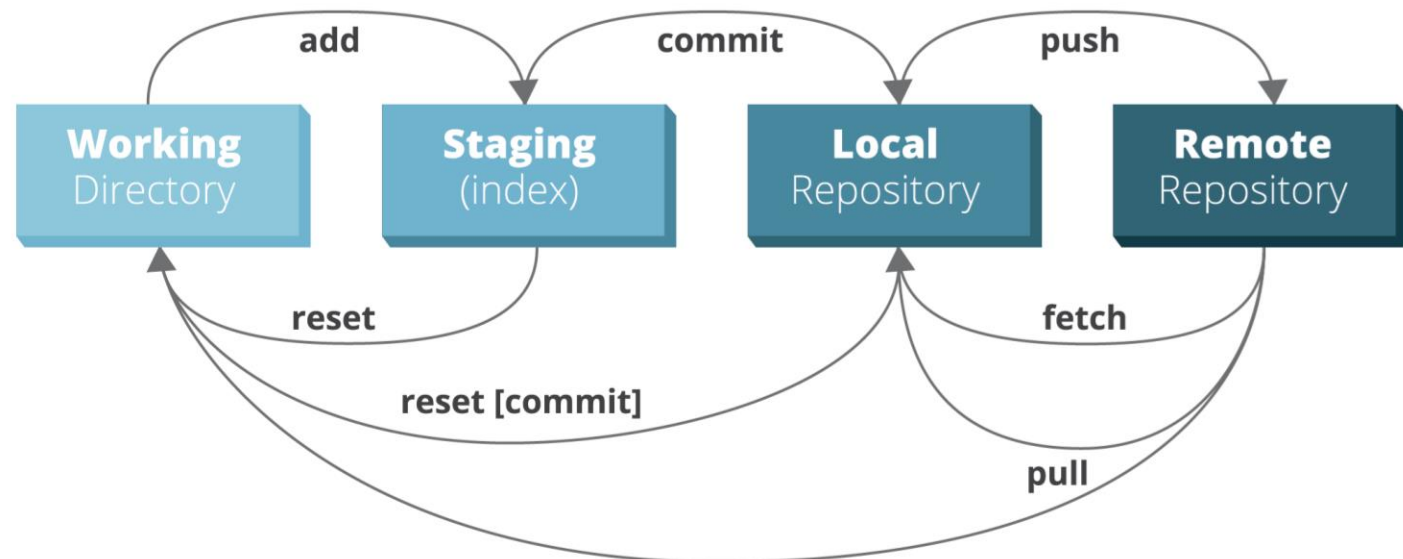 add
commit
push
Working
Directory
Staging
(index)
Local
Repository
Remote
Repository
reset
fetch
reset [commit]
pull